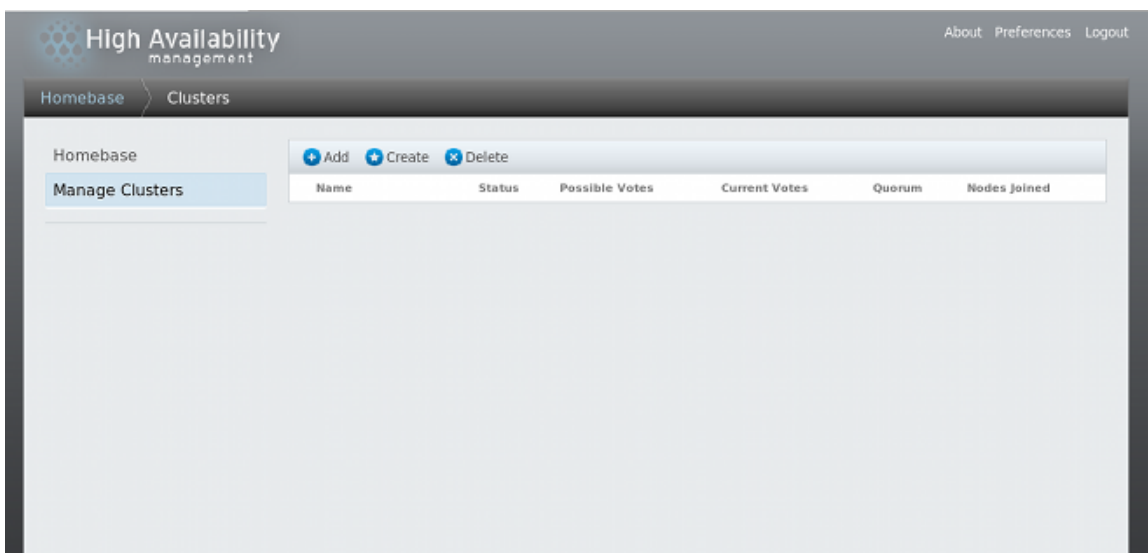 High Availability
management
About Preferences Logout
Homebase Clusters
Homebase
Manage Clusters
Add Create Delete
Name Status Possible Votes Current Votes Quorum Nodes Joined